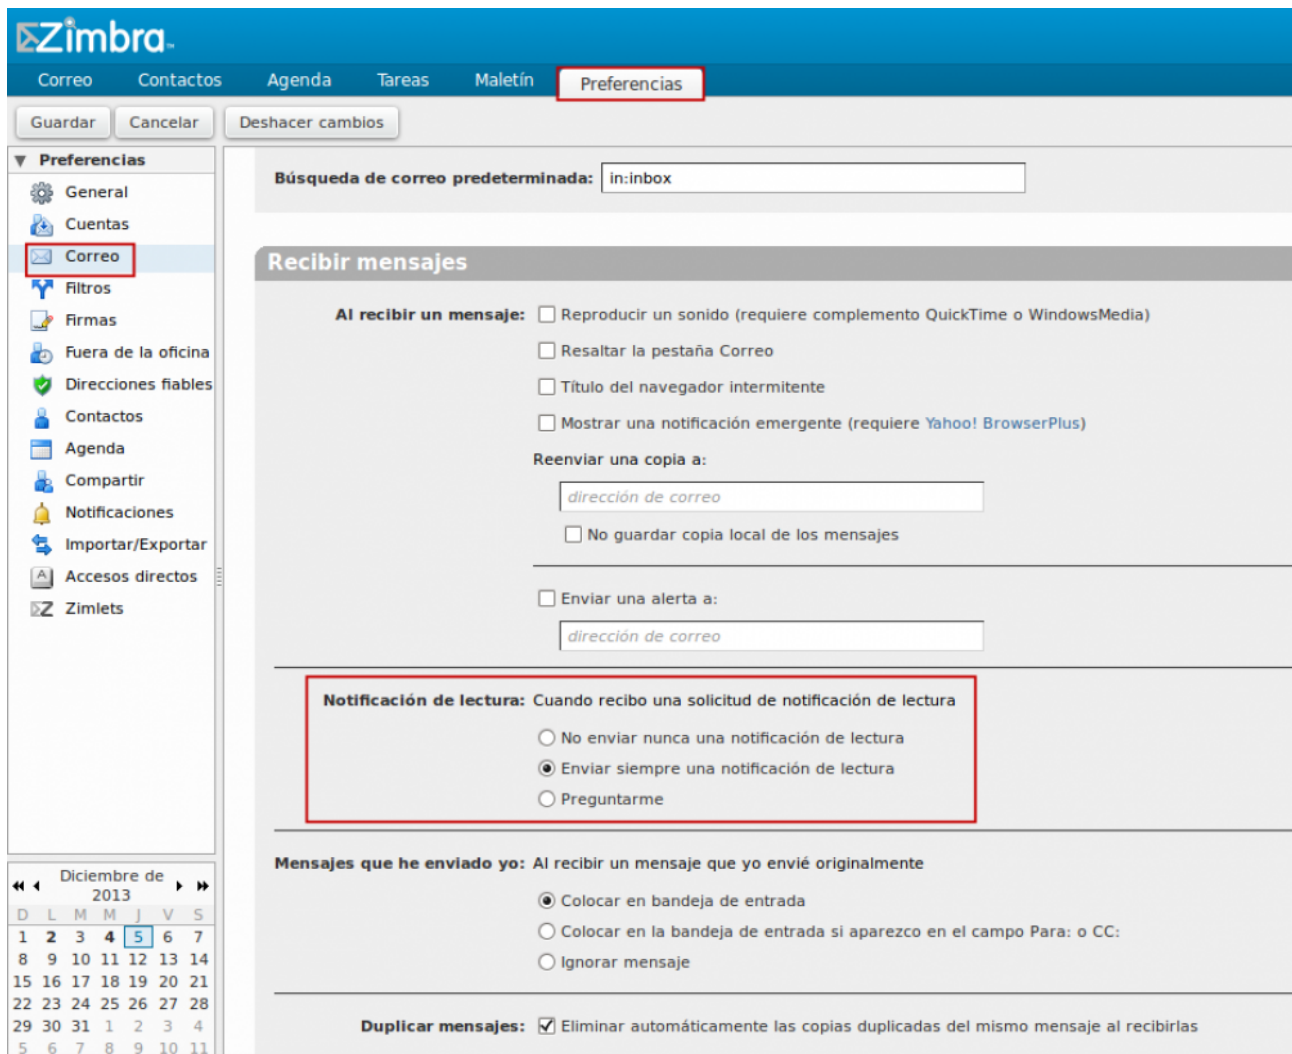 Zimbra™
Correo Contactos Agenda Tareas Maletín Preferencias
Guardar Cancelar Deshacer cambios
Preferencias
General
Cuentas
Correo
Filtros
Firmas
Fuera de la oficina
Direcciones fiables
Contactos
Agenda
Compartir
Notificaciones
Importar/Exportar
A Accesos directos
Z Zimlets
Diciembre de
2013
D L M M J V S
1 2 3 4 5 6 7
8 9 10 11 12 13 14
15 16 17 18 19 20 21
22 23 24 25 26 27 28
29 30 31 1 2 3 4
5 6 7 8 9 10 11
Búsqueda de correo predeterminada: in:inbox
Recibir mensajes
Al recibir un mensaje: Reproducir un sonido (requiere complemento QuickTime o WindowsMedia)
Resaltar la pestaña Correo
Título del navegador intermitente
Mostrar una notificación emergente (requiere Yahoo! BrowserPlus)
Reenviar una copia a:
dirección de correo
No guardar copia local de los mensajes
Enviar una alerta a:
dirección de correo
Notificación de lectura: Cuando recibo una solicitud de notificación de lectura
No enviar nunca una notificación de lectura
Enviar siempre una notificación de lectura
Preguntarme
Mensajes que he enviado yo: Al recibir un mensaje que yo envié originalmente
Colocar en bandeja de entrada
Colocar en la bandeja de entrada si aparezco en el campo Para: o CC:
Ignorar mensaje
Duplicar mensajes: Eliminar automáticamente las copias duplicadas del mismo mensaje al recibirlas